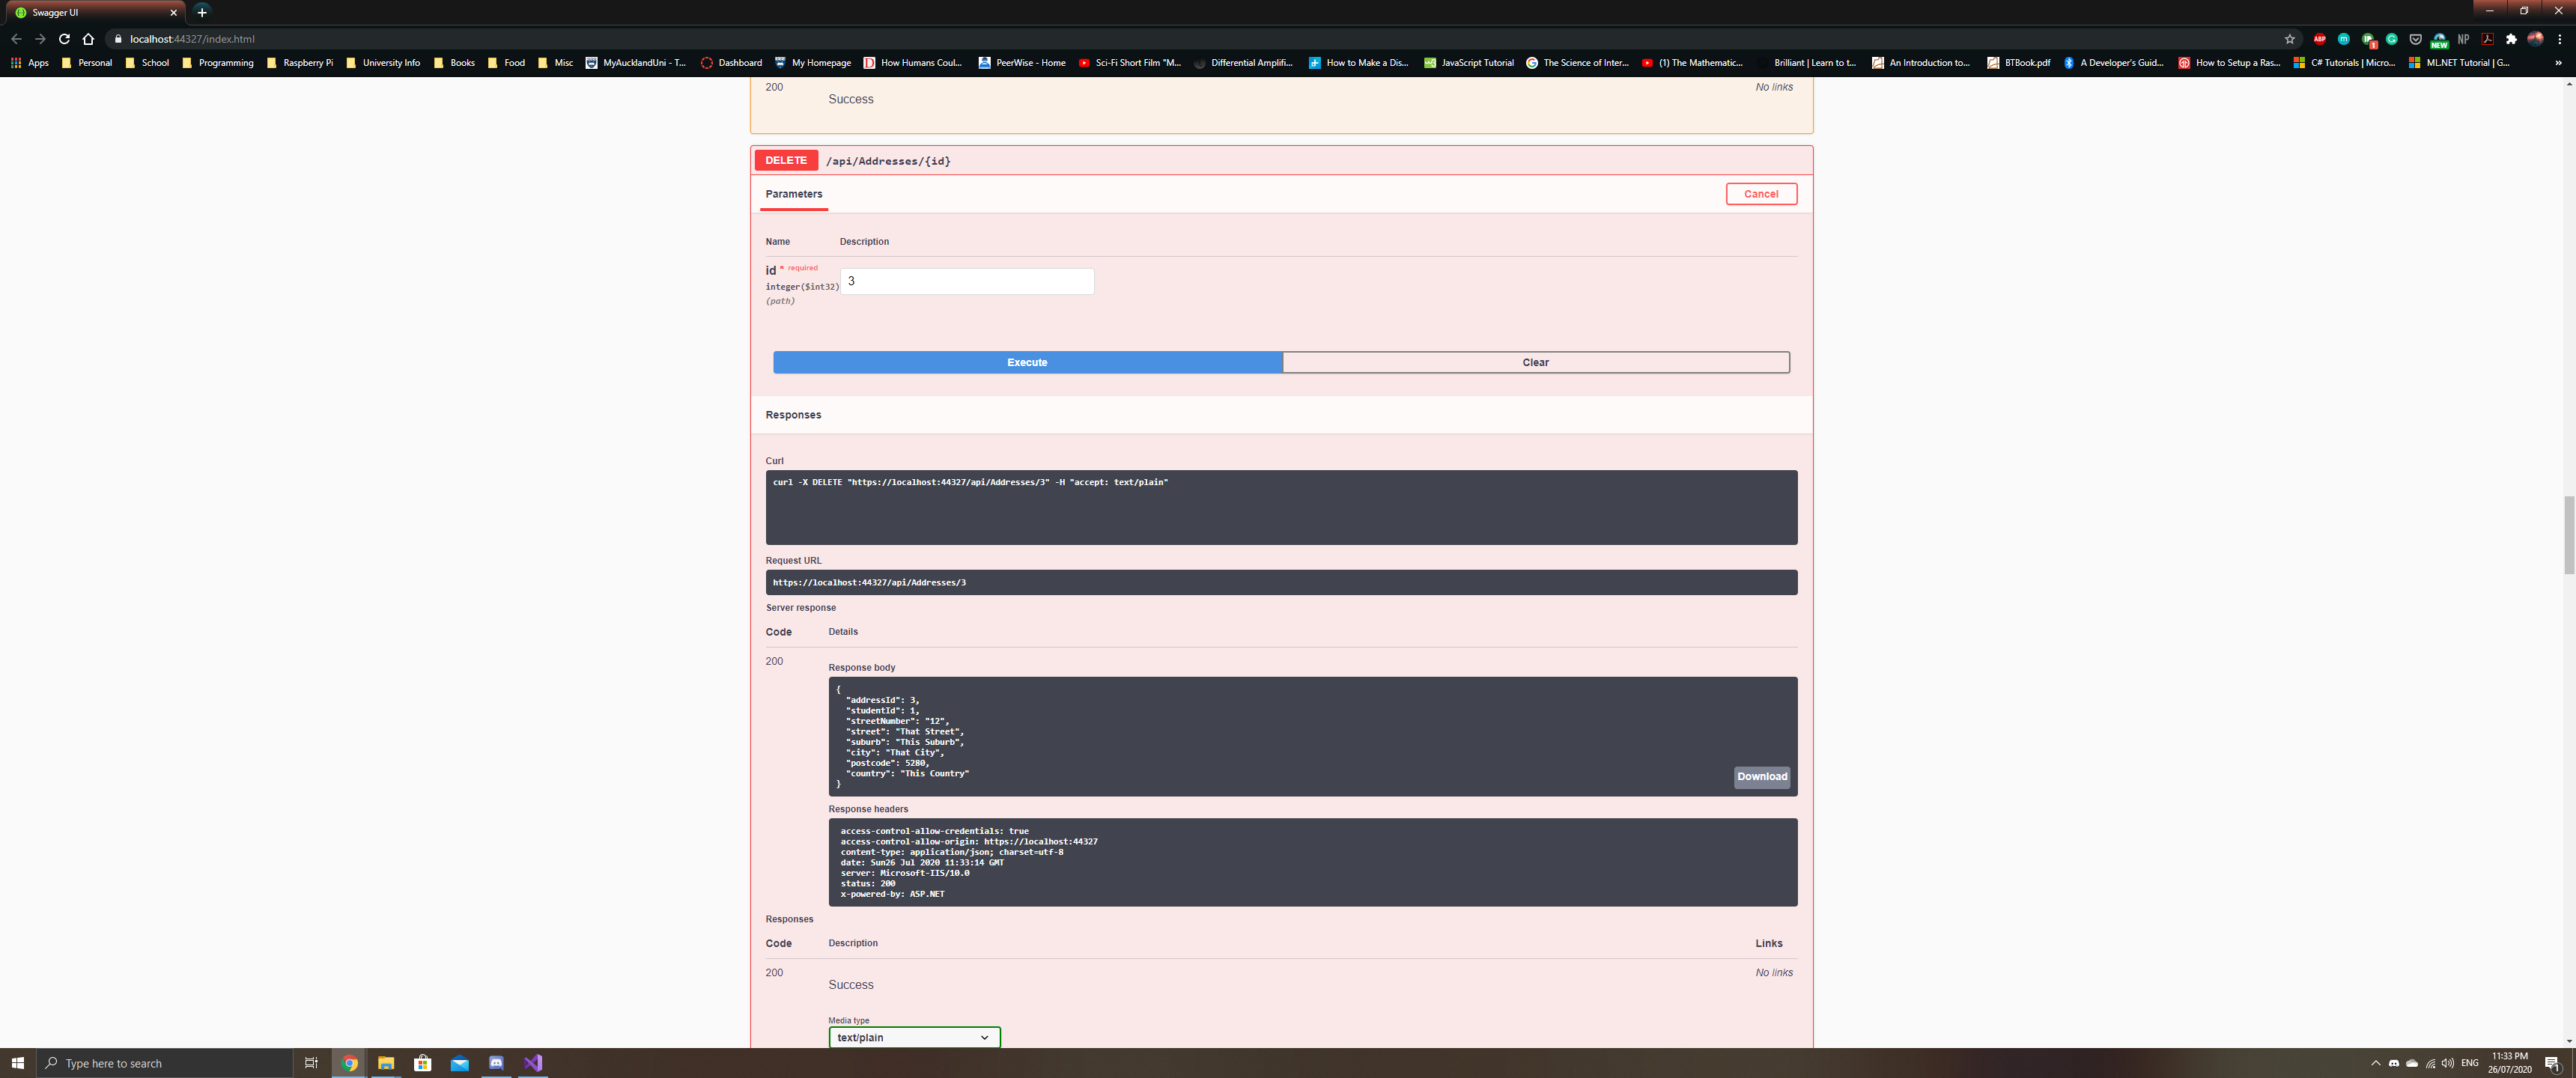 Swagger UI
localhost:44327/index.html
ABP
NEW
NP
Apps
Personal
School
Programming
Raspberry Pi
University Info
Books
Food
Misc
MyAucklandUni - T...
Dashboard
My Homepage
How Humans Coul...
PeerWise - Home
Sci-Fi Short Film "M...
Differential Amplifi...
How to Make a Dis...
JavaScript Tutorial
The Science of Inter...
(1) The Mathematic...
Brilliant | Learn to t...
An Introduction to...
BTBook.pdf
A Developer's Guid...
How to Setup a Ras...
C# Tutorials | Micro...
ML.NET Tutorial | G...
»
200
Success
No links
DELETE /api/Addresses/{id}
Parameters
Cancel
Name Description
id * required
integer($int32)
(path)
3
Execute
Clear
Responses
Curl
curl -X DELETE "https://localhost:44327/api/Addresses/3" -H "accept: text/plain"
Request URL
https://localhost:44327/api/Addresses/3
Server response
Code Details
200
Response body
{
"addressId": 3,
"studentId": 1,
"streetNumber": "12",
"street": "That Street",
"suburb": "This Suburb",
"city": "That City",
"postcode": 5280,
"country": "This Country"
}
Download
Response headers
access-control-allow-credentials: true
access-control-allow-origin: https://localhost:44327
content-type: application/json; charset=utf-8
date: Sun26 Jul 2020 11:33:14 GMT
server: Microsoft-IIS/10.0
status: 200
x-powered-by: ASP.NET
Responses
Code Description Links
200
Success
No links
Media type
text/plain
Type here to search
ENG
11:33 PM
26/07/2020
1